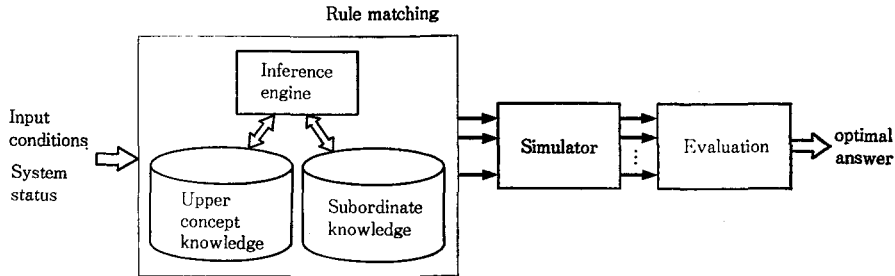 Rule matching
Inference
engine
Input
conditions
System
status
Upper
concept
knowledge
Subordinate
knowledge
Simulator
Evaluation
optimal
answer